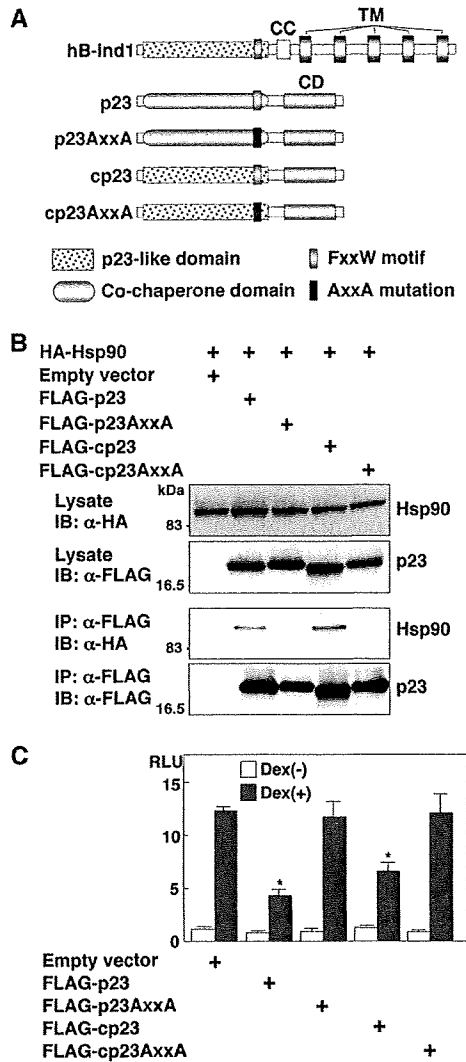 A
CC
TM
hB-ind1
CD
p23
p23AxxA
cp23
cp23AxxA
p23-like domain
FxxW motif
Co-chaperone domain
AxxA mutation
B
HA-Hsp90 + + + + +
Empty vector +
FLAG-p23 +
FLAG-p23AxxA +
FLAG-cp23 +
FLAG-cp23AxxA +
kDa
Lysate
IB: α-HA
83
Hsp90
Lysate
IB: α-FLAG
16.5
p23
IP: α-FLAG
IB: α-HA
83
Hsp90
IP: α-FLAG
IB: α-FLAG
16.5
p23
C
RLU
15
10
5
0
Dex(-)
Dex(+)
*
*
Empty vector +
FLAG-p23 +
FLAG-p23AxxA +
FLAG-cp23 +
FLAG-cp23AxxA +